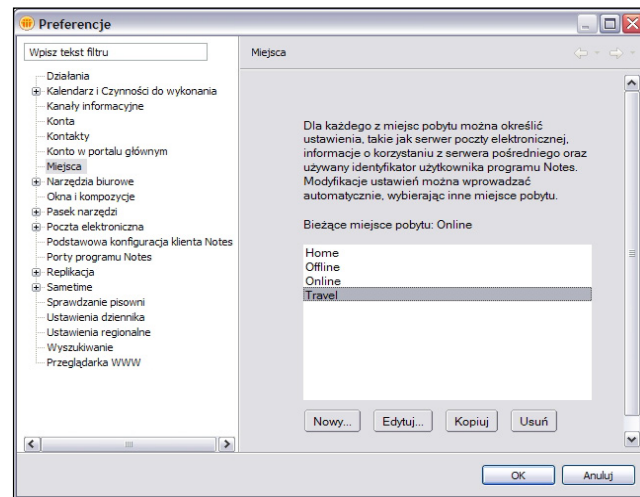 Preferencje
Wpisz tekst filtru
Działania
Kalendarz i Czynności do wykonania
Kanały informacyjne
Konta
Kontakty
Konto w portalu głównym
Miejsca
Narzędzia biurowe
Okna i kompozycje
Pasek narzędzi
Poczta elektroniczna
Podstawowa konfiguracja klienta Notes
Porty programu Notes
Replikacja
Sametime
Sprawdzanie pisowni
Ustawienia dziennika
Ustawienia regionalne
Wyszukiwanie
Przeglądarka WWW
Miejsca
Dla każdego z miejsc pobytu można określić
ustawienia, takie jak serwer poczty elektronicznej,
informacje o korzystaniu z serwera pośredniego oraz
używany identyfikator użytkownika programu Notes.
Modyfikacje ustawień można wprowadzać
automatycznie, wybierając inne miejsce pobytu.
Bieżące miejsce pobytu: Online
Home
Offline
Online
Travel
Nowy... Edytuj... Kopiuj Usuń
OK Anuluj